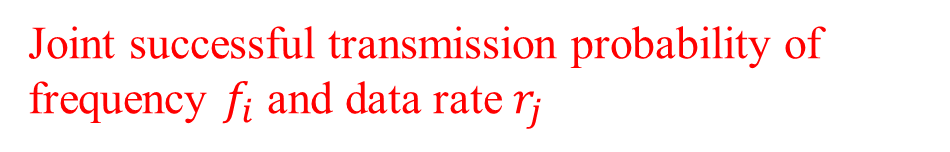 Joint successful transmission probability of
frequency 𝑓𝑖 and data rate 𝑟𝑗